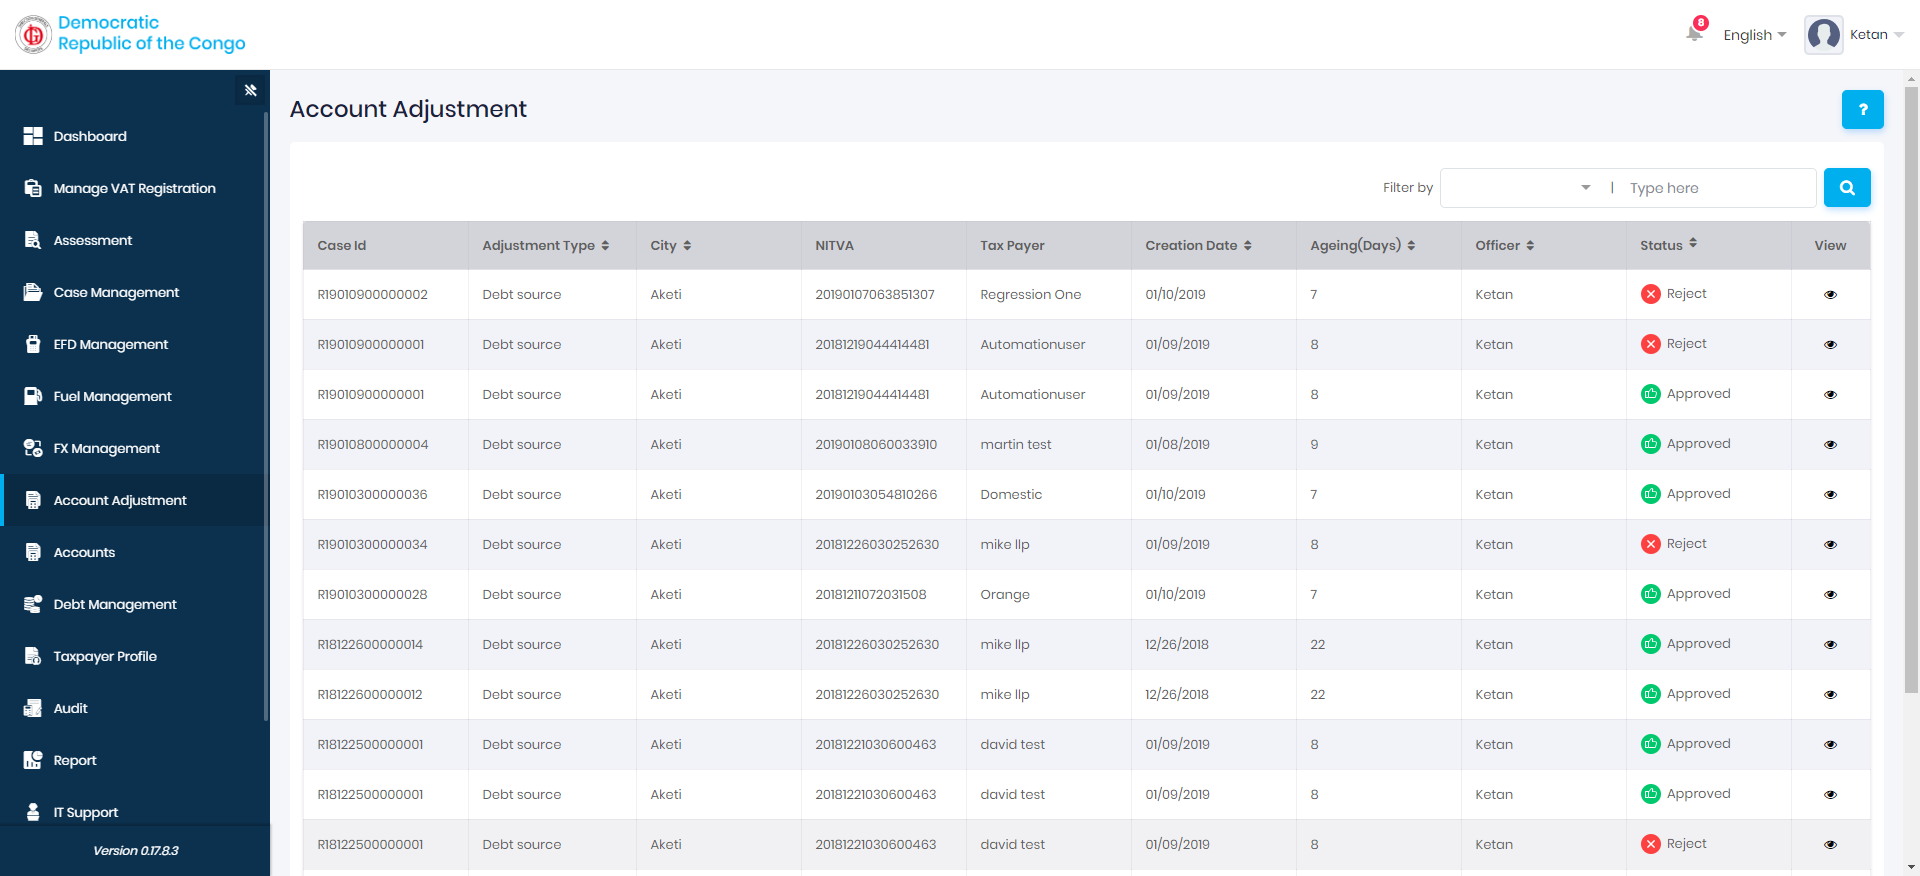 Democratic
Republic of the Congo
8
English
Ketan
Account Adjustment
?
Dashboard
Manage VAT Registration
Assessment
Case Management
EFD Management
Fuel Management
FX Management
Account Adjustment
Accounts
Debt Management
Taxpayer Profile
Audit
Report
IT Support
Version 0.17.8.3
Filter by | Type here
Case Id Adjustment Type City NITVA Tax Payer Creation Date Ageing(Days) Officer Status View
R19010900000002 Debt source Aketi 20190107063851307 Regression One 01/10/2019 7 Ketan Reject
R19010900000001 Debt source Aketi 20181219044414481 Automationuser 01/09/2019 8 Ketan Reject
R19010900000001 Debt source Aketi 20181219044414481 Automationuser 01/09/2019 8 Ketan Approved
R19010800000004 Debt source Aketi 20190108060033910 martin test 01/08/2019 9 Ketan Approved
R19010300000036 Debt source Aketi 20190103054810266 Domestic 01/10/2019 7 Ketan Approved
R19010300000034 Debt source Aketi 20181226030252630 mike llp 01/09/2019 8 Ketan Reject
R19010300000028 Debt source Aketi 20181211072031508 Orange 01/10/2019 7 Ketan Approved
R18122600000014 Debt source Aketi 20181226030252630 mike llp 12/26/2018 22 Ketan Approved
R18122600000012 Debt source Aketi 20181226030252630 mike llp 12/26/2018 22 Ketan Approved
R18122500000001 Debt source Aketi 20181221030600463 david test 01/09/2019 8 Ketan Approved
R18122500000001 Debt source Aketi 20181221030600463 david test 01/09/2019 8 Ketan Approved
R18122500000001 Debt source Aketi 20181221030600463 david test 01/09/2019 8 Ketan Reject